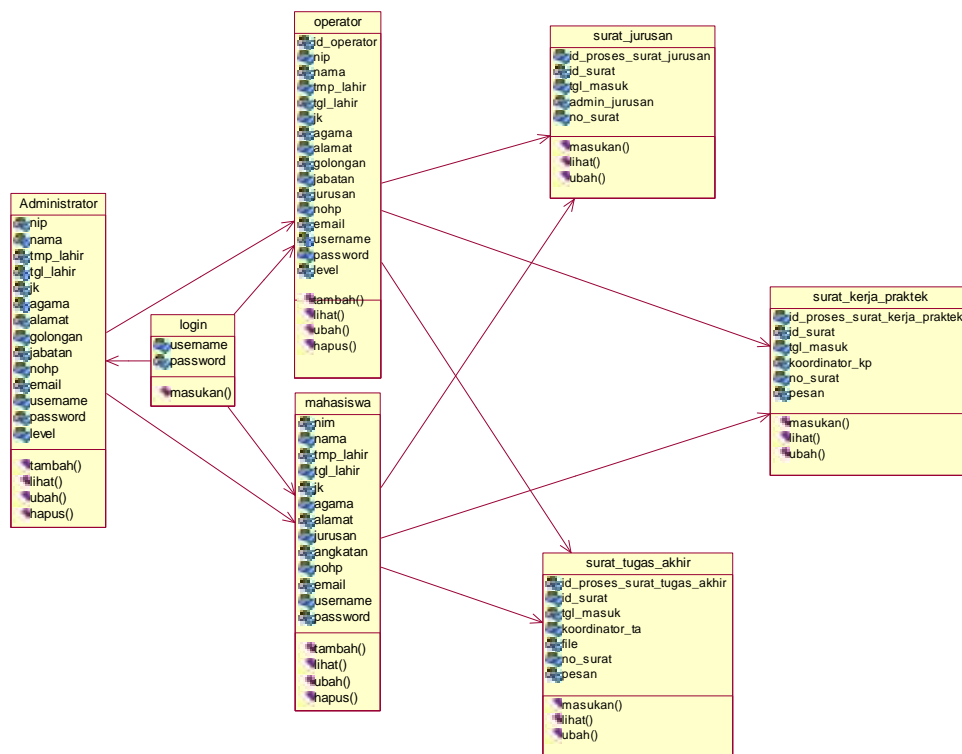 operator
id_operator
nip
nama
tmp_lahir
tgl_lahir
jk
agama
alamat
golongan
jabatan
jurusan
nohp
email
username
password
level
tambah()
lihat()
ubah()
hapus()
surat_jurusan
id_proses_surat_jurusan
id_surat
tgl_masuk
admin_jurusan
no_surat
masukan()
lihat()
ubah()
Administrator
nip
nama
tmp_lahir
tgl_lahir
jk
agama
alamat
golongan
jabatan
nohp
email
username
password
level
tambah()
lihat()
ubah()
hapus()
login
username
password
masukan()
surat_kerja_praktek
id_proses_surat_kerja_praktek
id_surat
tgl_masuk
koordinator_kp
no_surat
pesan
masukan()
lihat()
ubah()
mahasiswa
nim
nama
tmp_lahir
tgl_lahir
jk
agama
alamat
jurusan
angkatan
nohp
email
username
password
tambah()
lihat()
ubah()
hapus()
surat_tugas_akhir
id_proses_surat_tugas_akhir
id_surat
tgl_masuk
koordinator_ta
file
no_surat
pesan
masukan()
lihat()
ubah()